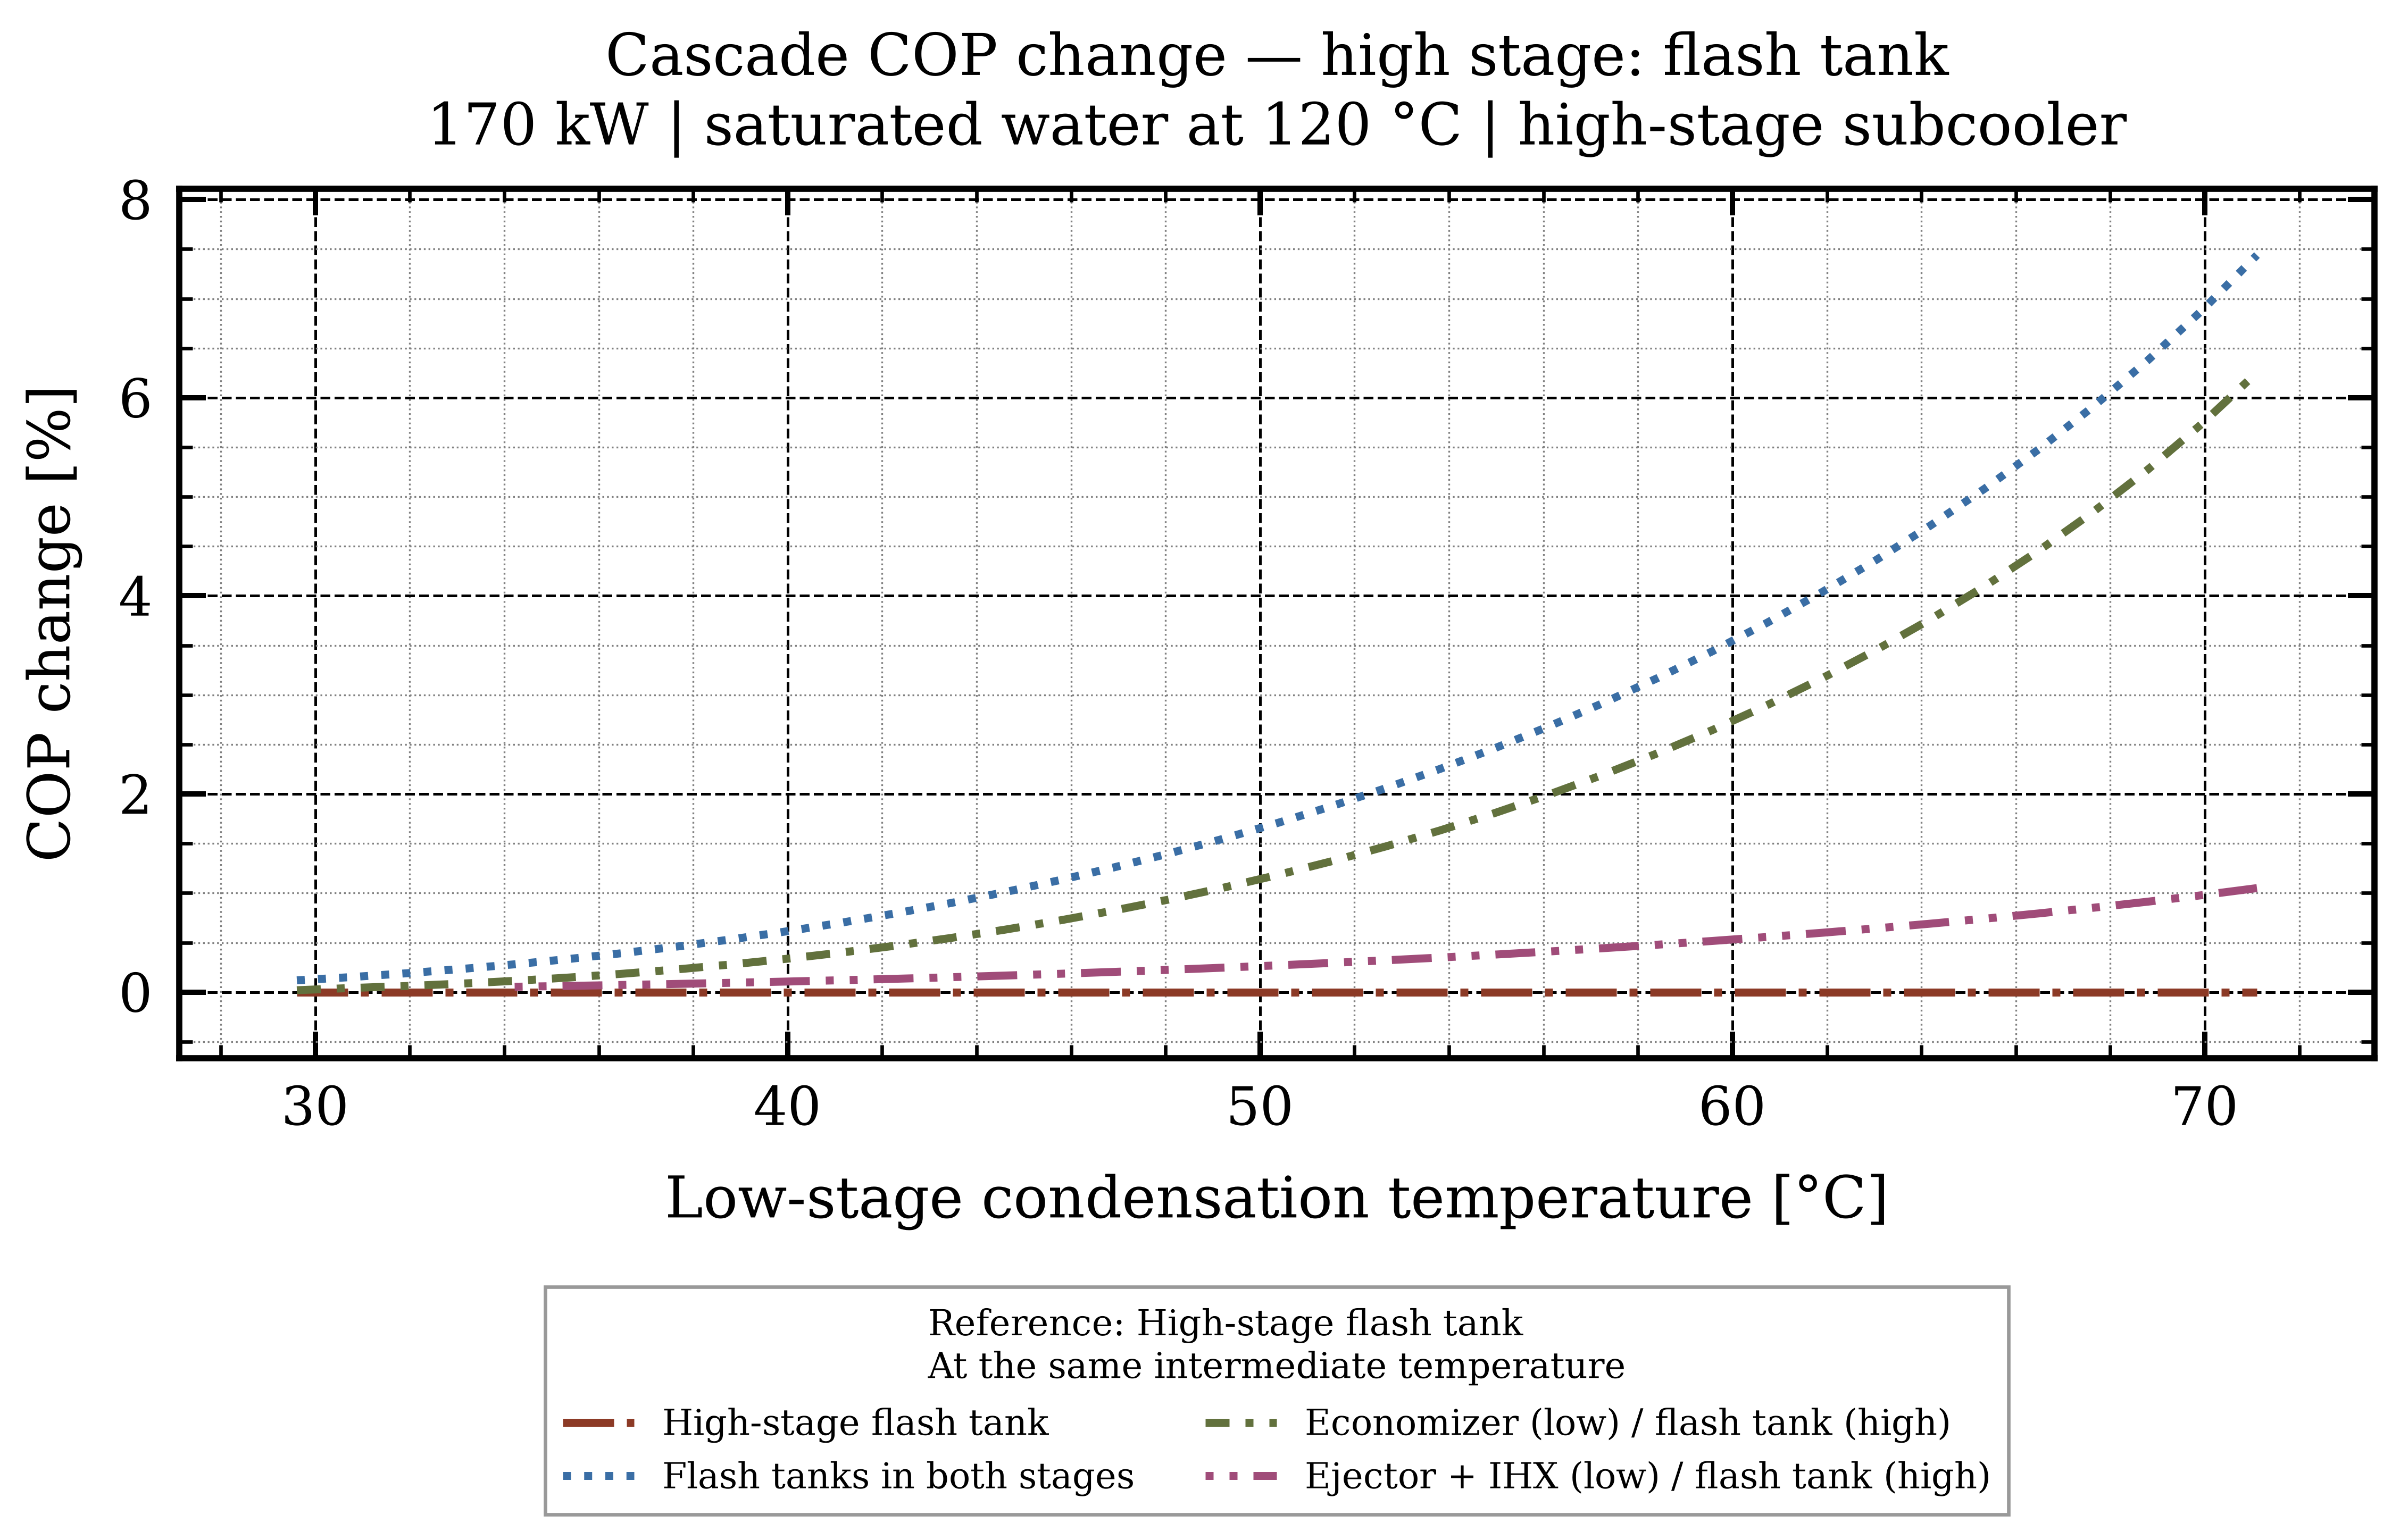 Cascade COP change — high stage: flash tank
170 kW | saturated water at 120 °C | high-stage subcooler
COP change [%]
8
6
4
2
0
30 40 50 60 70
Low-stage condensation temperature [°C]
Reference: High-stage flash tank
At the same intermediate temperature
High-stage flash tank
Flash tanks in both stages
Economizer (low) / flash tank (high)
Ejector + IHX (low) / flash tank (high)